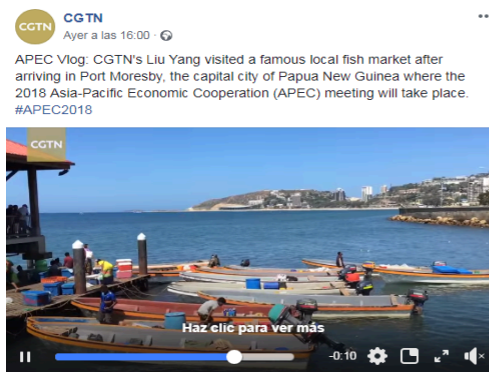 CGTN
CGTN
Ayer a las 16:00 ·
APEC Vlog: CGTN's Liu Yang visited a famous local fish market after
arriving in Port Moresby, the capital city of Papua New Guinea where the
2018 Asia-Pacific Economic Cooperation (APEC) meeting will take place.
#APEC2018
CGTN
Haz clic para ver más
-0:10